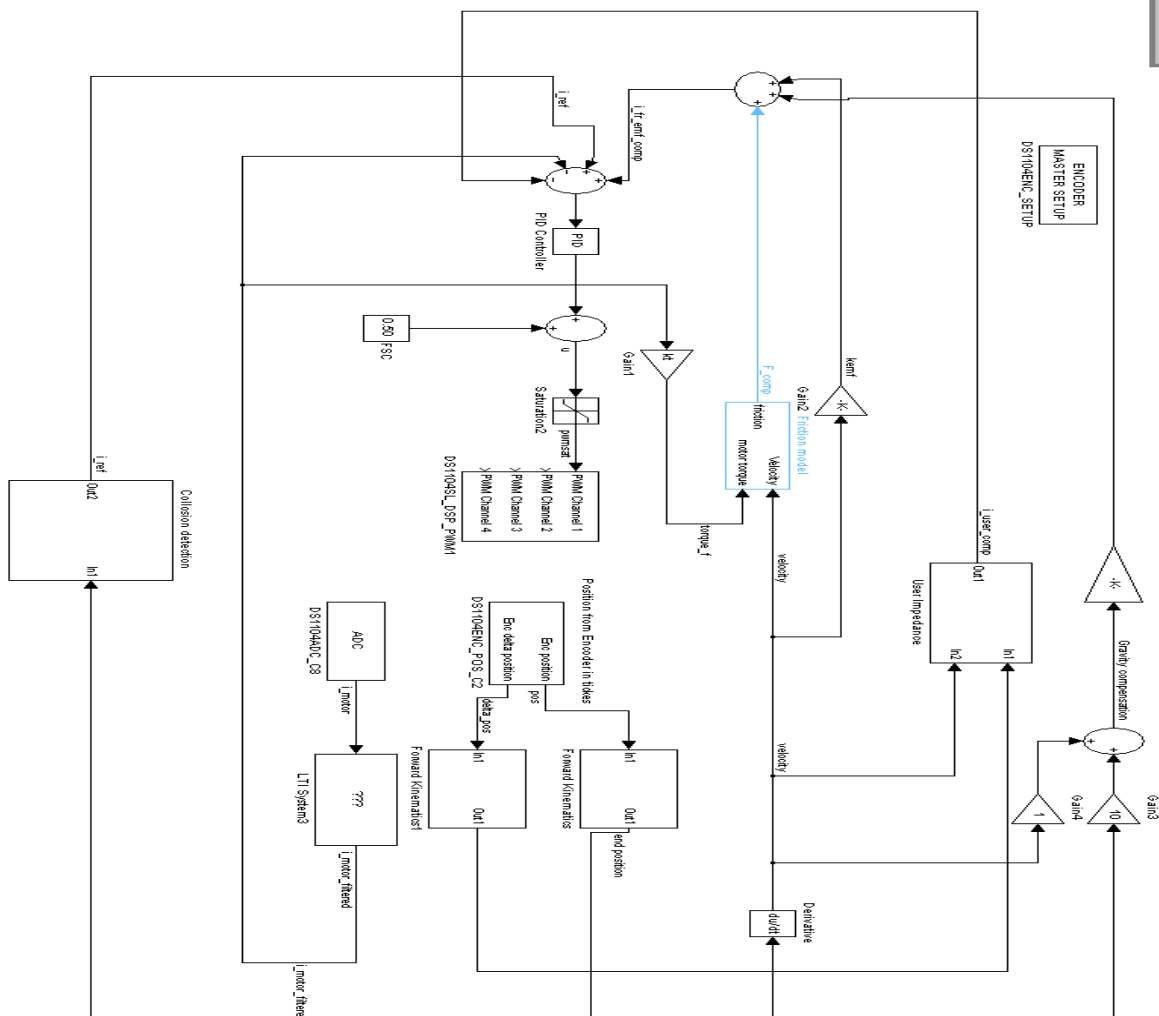 ENCODER
MASTER SETUP
DS1104ENC_SETUP
i_ref
i_fr_emf_comp
PID
PID Controller
0.50
FSC
u
Saturation2
pwmsat
PWM Channel 1
PWM Channel 2
PWM Channel 3
PWM Channel 4
DS1104SL_DSP_PWM1
kt
Gain1
torque_f
F_comp
friction
motor torque
Velocity
Friction model
kemf
-K-
Gain2
velocity
velocity
i_user_comp
Out1
In1
In2
User Impedance
-K-
Gravity compensation
10
Gain3
1
Gain4
du/dt
Derivative
Position from Encoder in tickes
Enc position
Enc delta position
DS1104ENC_POS_C2
pos
delta_pos
In1
Out1
Forward Kinematics
end position
In1
Out1
Forward Kinematics1
ADC
DS1104ADC_C8
i_motor
???
LTI System3
i_motor_filtered
i_motor_filtere
i_ref
Out2
In1
Collosion detection
+
+
+
+
+
-
-
+
+
+
+